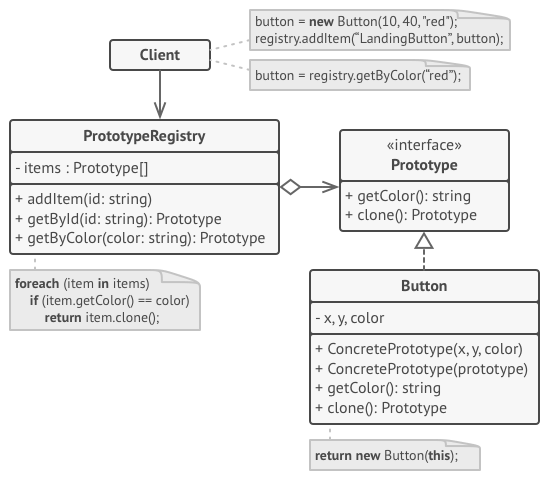 button = new Button(10, 40, "red");
registry.addItem(“LandingButton”, button);
Client
button = registry.getByColor(“red”);
PrototypeRegistry
- items : Prototype[]
+ addItem(id: string)
+ getById(id: string): Prototype
+ getByColor(color: string): Prototype
«interface»
Prototype
+ getColor(): string
+ clone(): Prototype
foreach (item in items)
if (item.getColor() == color)
return item.clone();
Button
- x, y, color
+ ConcretePrototype(x, y, color)
+ ConcretePrototype(prototype)
+ getColor(): string
+ clone(): Prototype
return new Button(this);